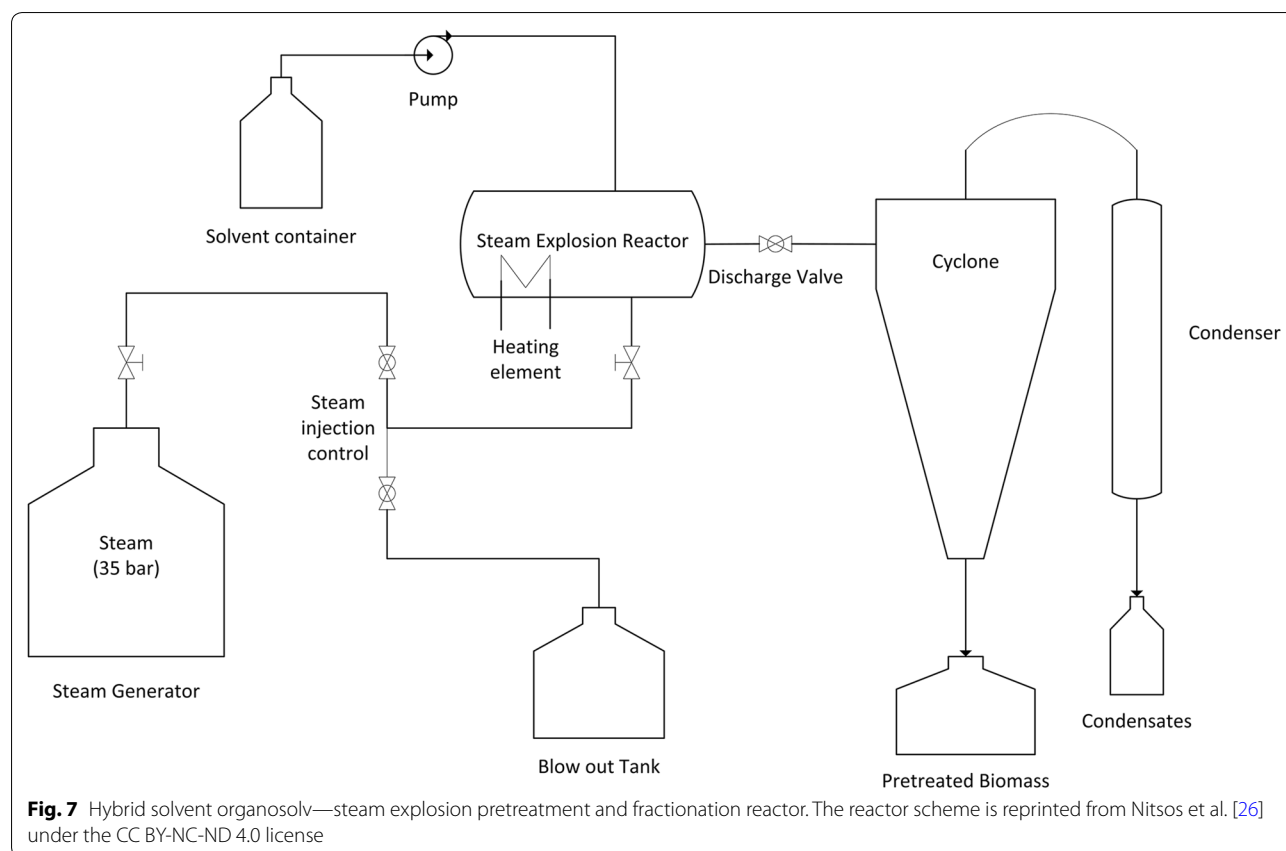 Pump
Solvent container
Steam Explosion Reactor
Discharge Valve
Cyclone
Condenser
Heating
element
Steam
injection
control
Steam
(35 bar)
Steam Generator
Blow out Tank
Condensates
Pretreated Biomass
Fig. 7 Hybrid solvent organosolv—steam explosion pretreatment and fractionation reactor. The reactor scheme is reprinted from Nitsos et al. [26]
under the CC BY-NC-ND 4.0 license